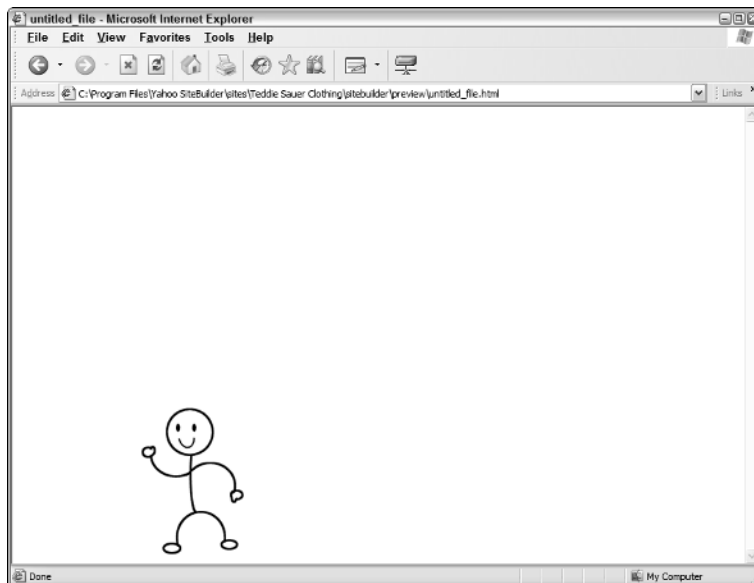 untitled_file - Microsoft Internet Explorer
File Edit View Favorites Tools Help
Address C:\Program Files\Yahoo SiteBuilder\sites\Teddie Sauer Clothing\sitebuilder\preview\untitled_file.html Links
Done My Computer